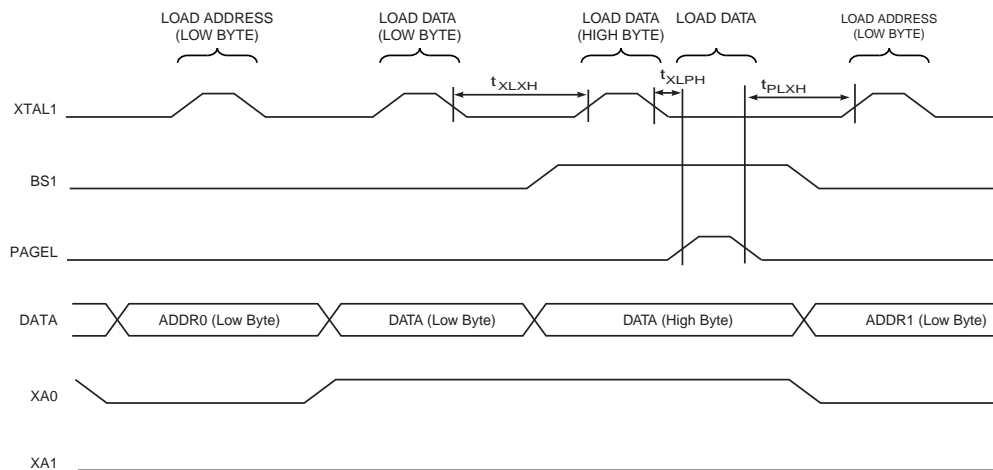 LOAD ADDRESS
(LOW BYTE)
LOAD DATA
(LOW BYTE)
LOAD DATA
(HIGH BYTE)
LOAD DATA
LOAD ADDRESS
(LOW BYTE)
tXLXH
tXLPH
tPLXH
XTAL1
BS1
PAGEL
DATA
ADDR0 (Low Byte)
DATA (Low Byte)
DATA (High Byte)
ADDR1 (Low Byte)
XA0
XA1